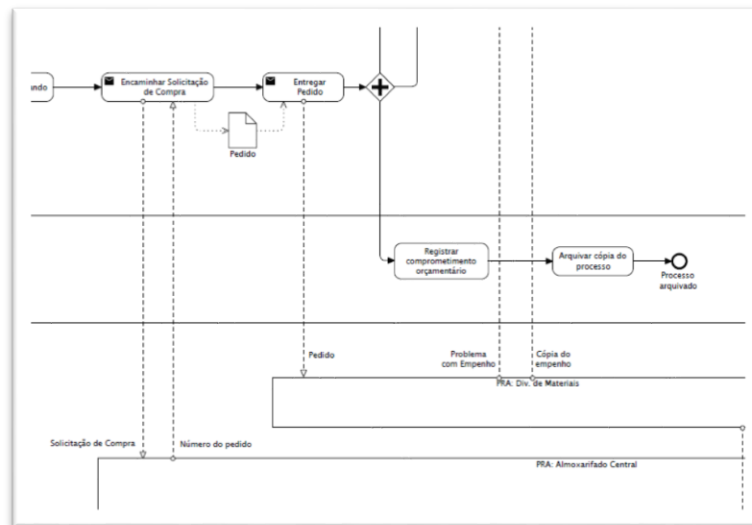 ando
Encaminhar Solicitação
de Compra
Entregar
Pedido
Pedido
Registrar
comprometimento
orçamentário
Arquivar cópia do
processo
Processo
arquivado
Pedido
Problema
com Empenho
Cópia do
empenho
PRA: Div. de Materiais
Solicitação de Compra
Número do pedido
PRA: Almoxarifado Central